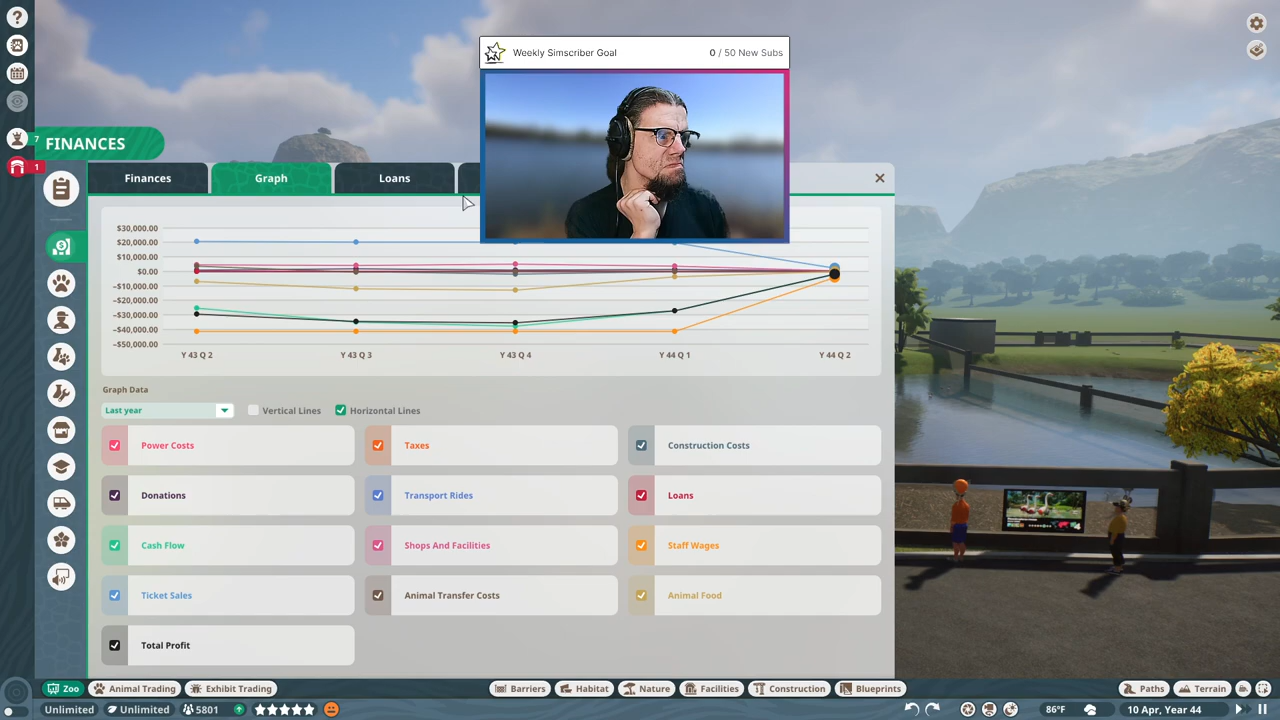 Weekly Simscriber Goal 0 / 50 New Subs
7 FINANCES
1
Finances Graph Loans
$30,000.00
$20,000.00
$10,000.00
$0.00
-$10,000.00
-$20,000.00
-$30,000.00
-$40,000.00
-$50,000.00
Y 43 Q 2 Y 43 Q 3 Y 43 Q 4 Y 44 Q 1 Y 44 Q 2
Graph Data
Last year Vertical Lines Horizontal Lines
Power Costs Taxes Construction Costs
Donations Transport Rides Loans
Cash Flow Shops And Facilities Staff Wages
Ticket Sales Animal Transfer Costs Animal Food
Total Profit
Zoo Animal Trading Exhibit Trading Barriers Habitat Nature Facilities Construction Blueprints Paths Terrain
Unlimited Unlimited 5801 86°F 10 Apr, Year 44